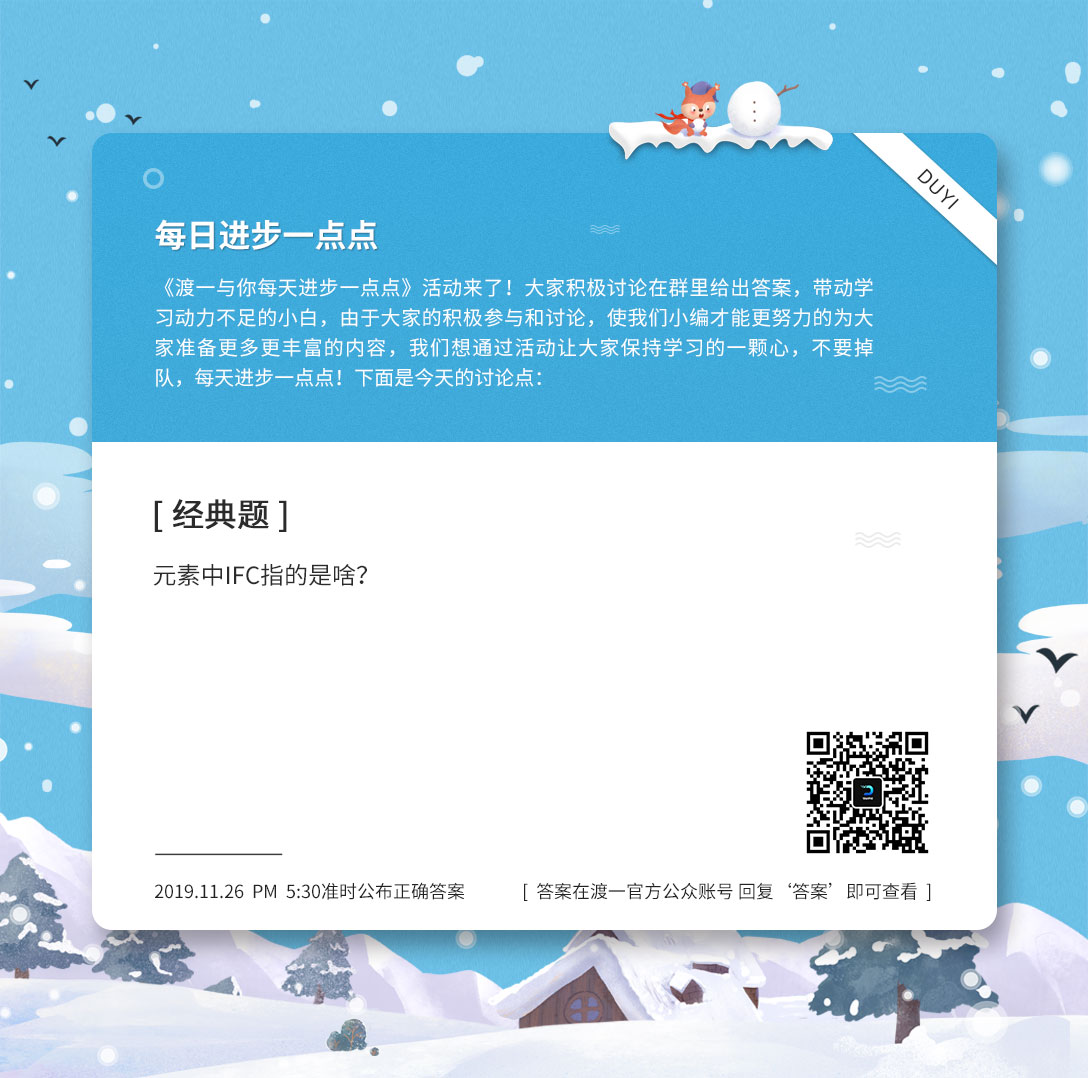 DUYI
每日进步一点点
《渡一与你每天进步一点点》活动来了！大家积极讨论在群里给出答案，带动学
习动力不足的小白，由于大家的积极参与和讨论，使我们小编才能更努力的为大
家准备更多更丰富的内容，我们想通过活动让大家保持学习的一颗心，不要掉
队，每天进步一点点！下面是今天的讨论点：
[ 经典题 ]
元素中IFC指的是啥？
2019.11.26 PM 5:30准时公布正确答案
[ 答案在渡一官方公众账号 回复‘答案’即可查看 ]